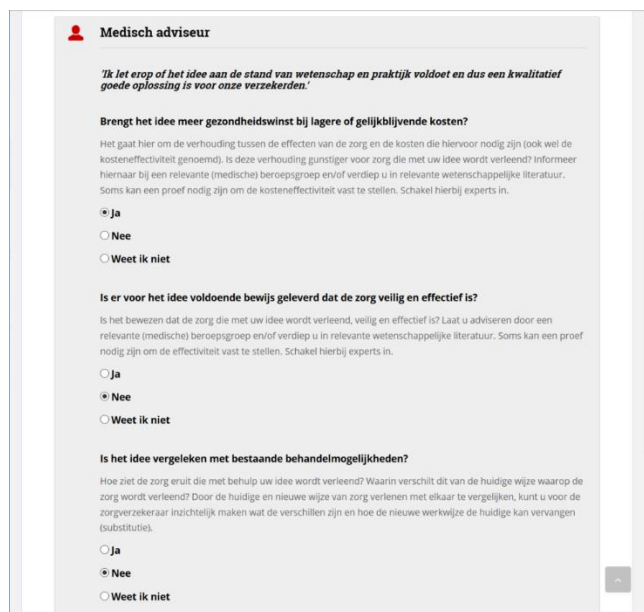 Medisch adviseur
'Ik let erop of het idee aan de stand van wetenschap en praktijk voldoet en dus een kwalitatief
goede oplossing is voor onze verzekerden.'
Brengt het idee meer gezondheidswinst bij lagere of gelijkblijvende kosten?
Het gaat hier om de verhouding tussen de effecten van de zorg en de kosten die hiervoor nodig zijn (ook wel de
kosteneffectiviteit genoemd). Is deze verhouding gunstiger voor zorg die met uw idee wordt verleend? Informeer
hiernaar bij een relevante (medische) beroepsgroep en/of verdiep u in relevante wetenschappelijke literatuur.
Soms kan een proef nodig zijn om de kosteneffectiviteit vast te stellen. Schakel hierbij experts in.
Ja
Nee
Weet ik niet
Is er voor het idee voldoende bewijs geleverd dat de zorg veilig en effectief is?
Is het bewezen dat de zorg die met uw idee wordt verleend, veilig en effectief is? Laat u adviseren door een
relevante (medische) beroepsgroep en/of verdiep u in relevante wetenschappelijke literatuur. Soms kan een proef
nodig zijn om de effectiviteit vast te stellen. Schakel hierbij experts in.
Ja
Nee
Weet ik niet
Is het idee vergeleken met bestaande behandelmogelijkheden?
Hoe ziet de zorg eruit die met behulp uw idee wordt verleend? Waarin verschilt dit van de huidige wijze waarop de
zorg wordt verleend? Door de huidige en nieuwe wijze van zorg verlenen met elkaar te vergelijken, kunt u voor de
zorgverzekeraar inzichtelijk maken wat de verschillen zijn en hoe de nieuwe werkwijze de huidige kan vervangen
(substitutie).
Ja
Nee
Weet ik niet